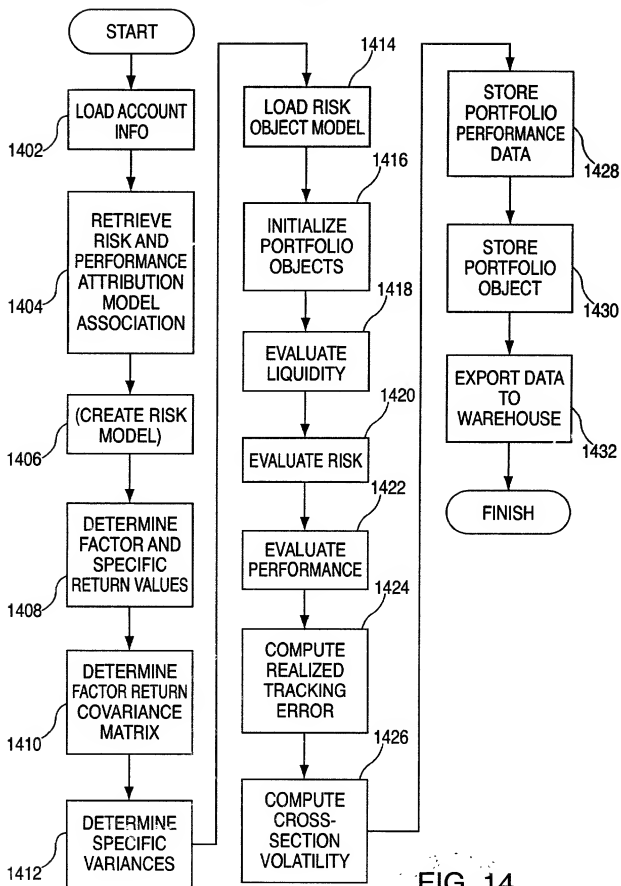 START
LOAD ACCOUNT
INFO
1402
RETRIEVE
RISK AND
PERFORMANCE
ATTRIBUTION
MODEL
ASSOCIATION
1404
(CREATE RISK
MODEL)
1406
DETERMINE
FACTOR AND
SPECIFIC
RETURN VALUES
1408
DETERMINE
FACTOR RETURN
COVARIANCE
MATRIX
1410
DETERMINE
SPECIFIC
VARIANCES
1412
1414
LOAD RISK
OBJECT MODEL
1416
INITIALIZE
PORTFOLIO
OBJECTS
1418
EVALUATE
LIQUIDITY
1420
EVALUATE RISK
1422
EVALUATE
PERFORMANCE
1424
COMPUTE
REALIZED
TRACKING
ERROR
1426
COMPUTE
CROSS-
SECTION
VOLATILITY
STORE
PORTFOLIO
PERFORMANCE
DATA
1428
STORE
PORTFOLIO
OBJECT
1430
EXPORT DATA
TO
WAREHOUSE
1432
FINISH
FIG. 14